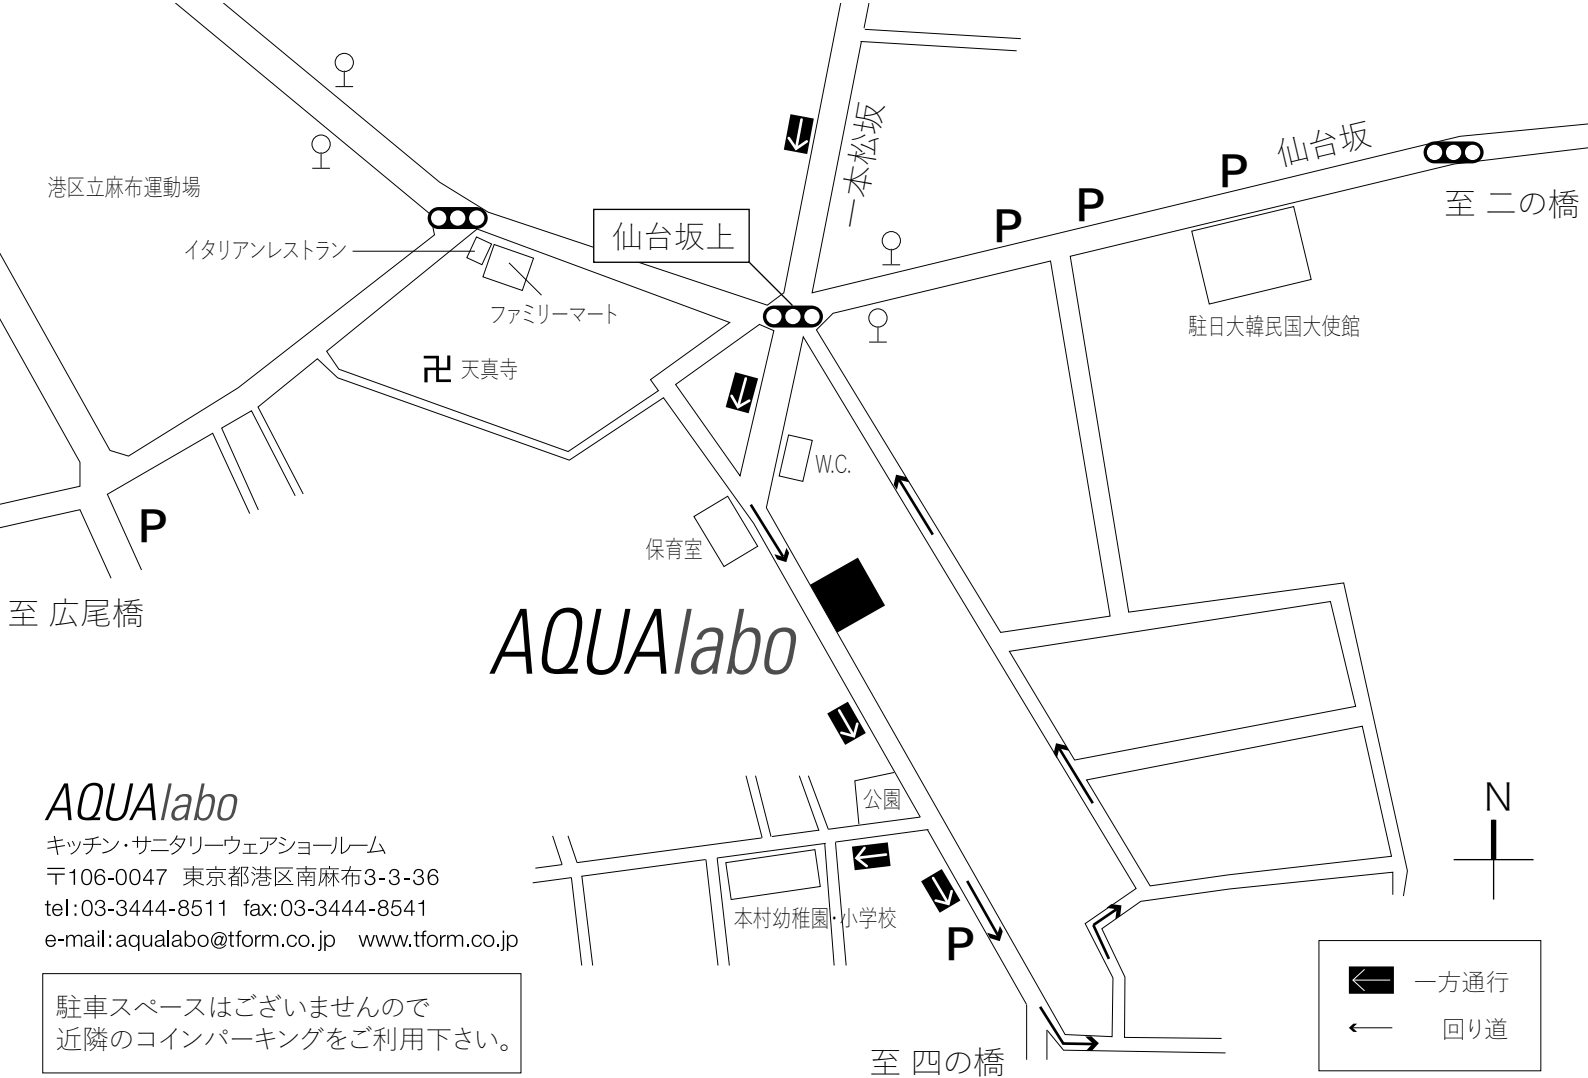 港区立麻布運動場
イタリアンレストラン
ファミリーマート
卍 天真寺
仙台坂上
一本松坂
仙台坂
P
P
P
至 二の橋
駐日大韓民国大使館
W.C.
保育室
P
至 広尾橋
AQUAlabo
公園
本村幼稚園・小学校
P
至 四の橋
AQUAlabo
キッチン・サニタリーウェアショールーム
〒106-0047 東京都港区南麻布3-3-36
tel:03-3444-8511 fax:03-3444-8541
e-mail:aqualabo@tform.co.jp www.tform.co.jp
駐車スペースはございませんので
近隣のコインパーキングをご利用下さい。
N
一方通行
回り道